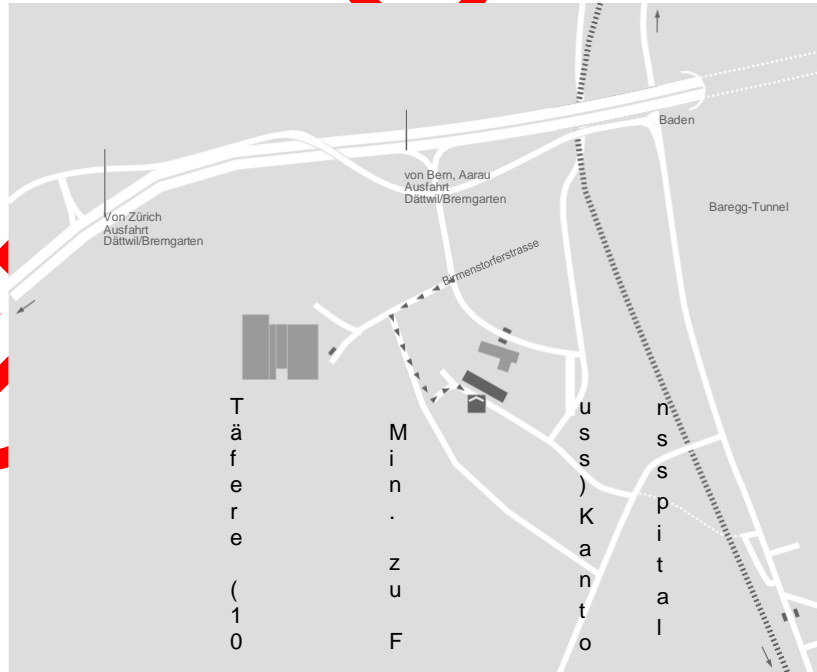 Baden
von Bern, Aarau
Ausfahrt
Dättwil/Bremgarten
Baregg-Tunnel
Von Zürich
Ausfahrt
Dättwil/Bremgarten
Birmenstorferstrasse
Täfere (10
Min. zu F
uss)Kanto
nsspital